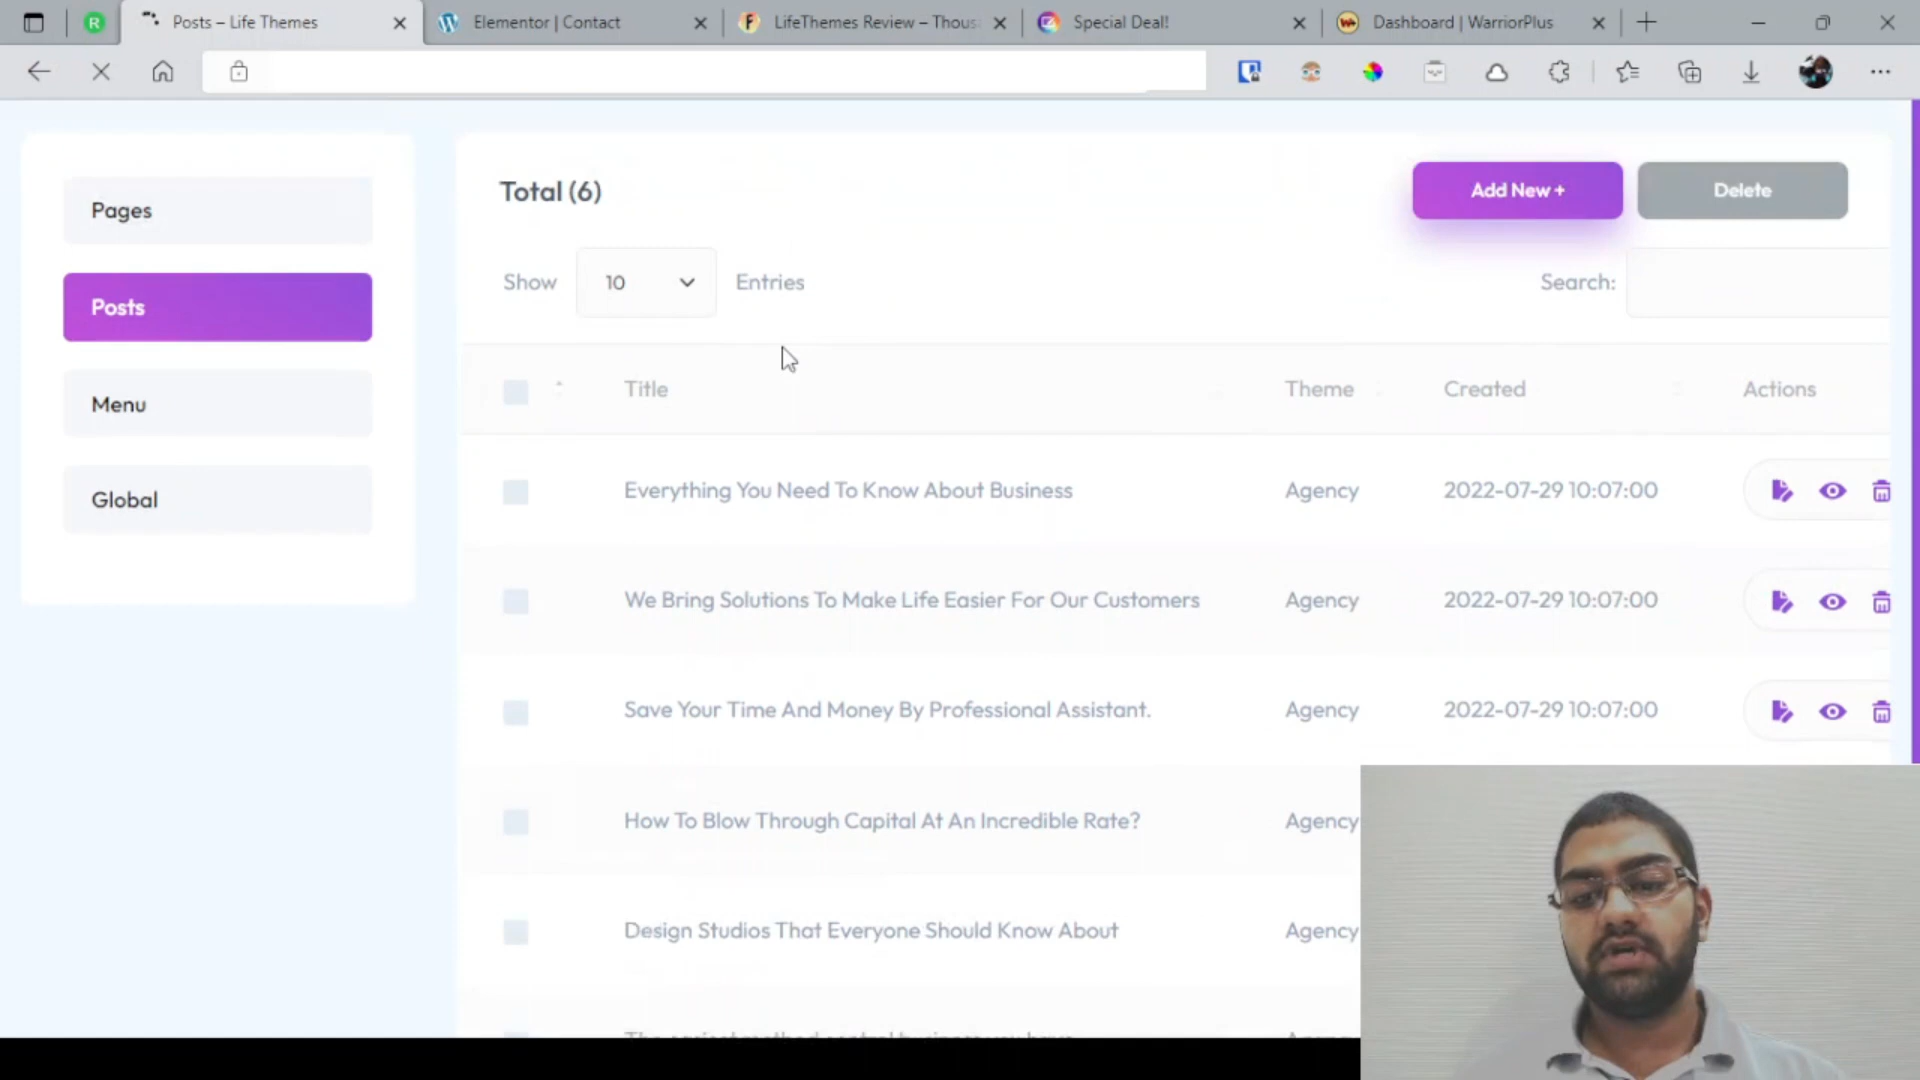 R
Posts – Life Themes
Elementor | Contact
LifeThemes Review – Thous
Special Deal!
Dashboard | WarriorPlus
Pages
Posts
Menu
Global
Total (6)
Add New +
Delete
Show 10 Entries
Search:
Title Theme Created Actions
Everything You Need To Know About Business Agency 2022-07-29 10:07:00
We Bring Solutions To Make Life Easier For Our Customers Agency 2022-07-29 10:07:00
Save Your Time And Money By Professional Assistant. Agency 2022-07-29 10:07:00
How To Blow Through Capital At An Incredible Rate? Agency
Design Studios That Everyone Should Know About Agency